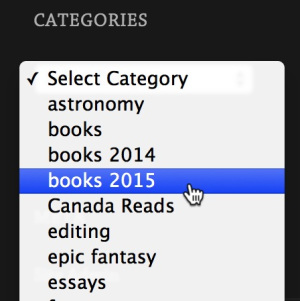 CATEGORIES
✓ Select Category
astronomy
books
books 2014
books 2015
Canada Reads
editing
epic fantasy
essays